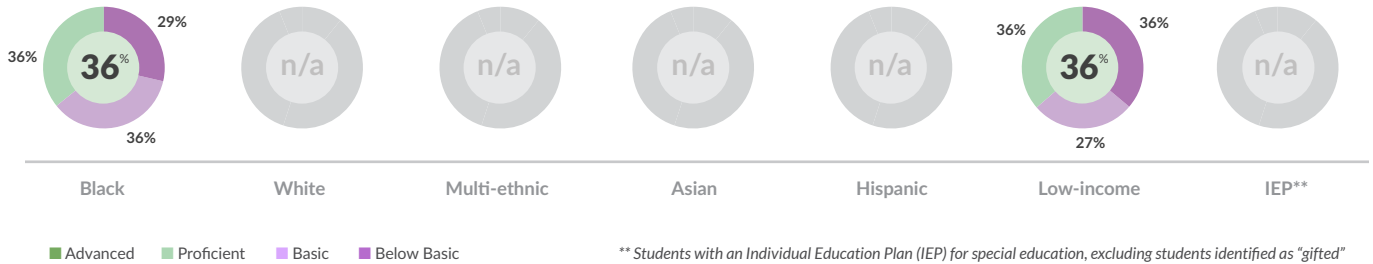 29%
36%
36%
36%
n/a
n/a
n/a
n/a
36%
36%
36%
27%
n/a
Black
White
Multi-ethnic
Asian
Hispanic
Low-income
IEP**
Advanced
Proficient
Basic
Below Basic
** Students with an Individual Education Plan (IEP) for special education, excluding students identified as “gifted”